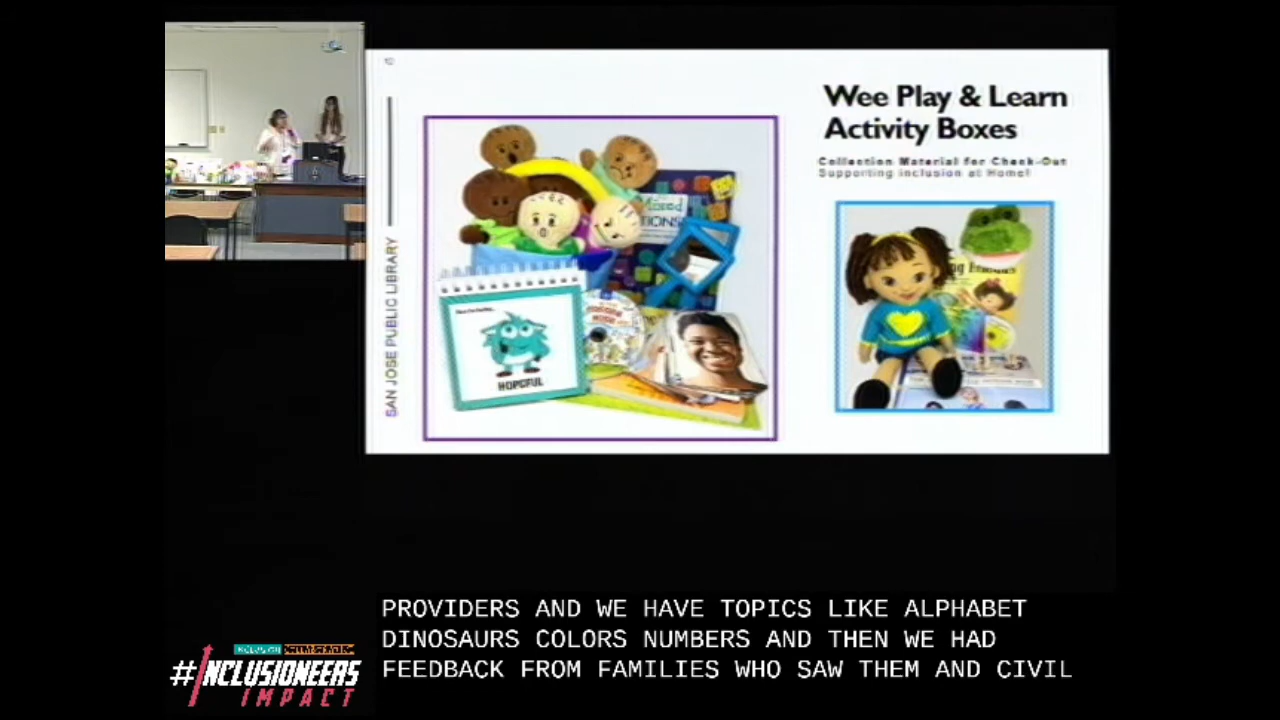 Wee Play & Learn
Activity Boxes
Collection Material for Check-Out
Supporting Inclusion at Home!
SAN JOSE PUBLIC LIBRARY
HOPEFUL
PROVIDERS AND WE HAVE TOPICS LIKE ALPHABET
DINOSAURS COLORS NUMBERS AND THEN WE HAD
FEEDBACK FROM FAMILIES WHO SAW THEM AND CIVIL
#INCLUSIONEERS
IMPACT